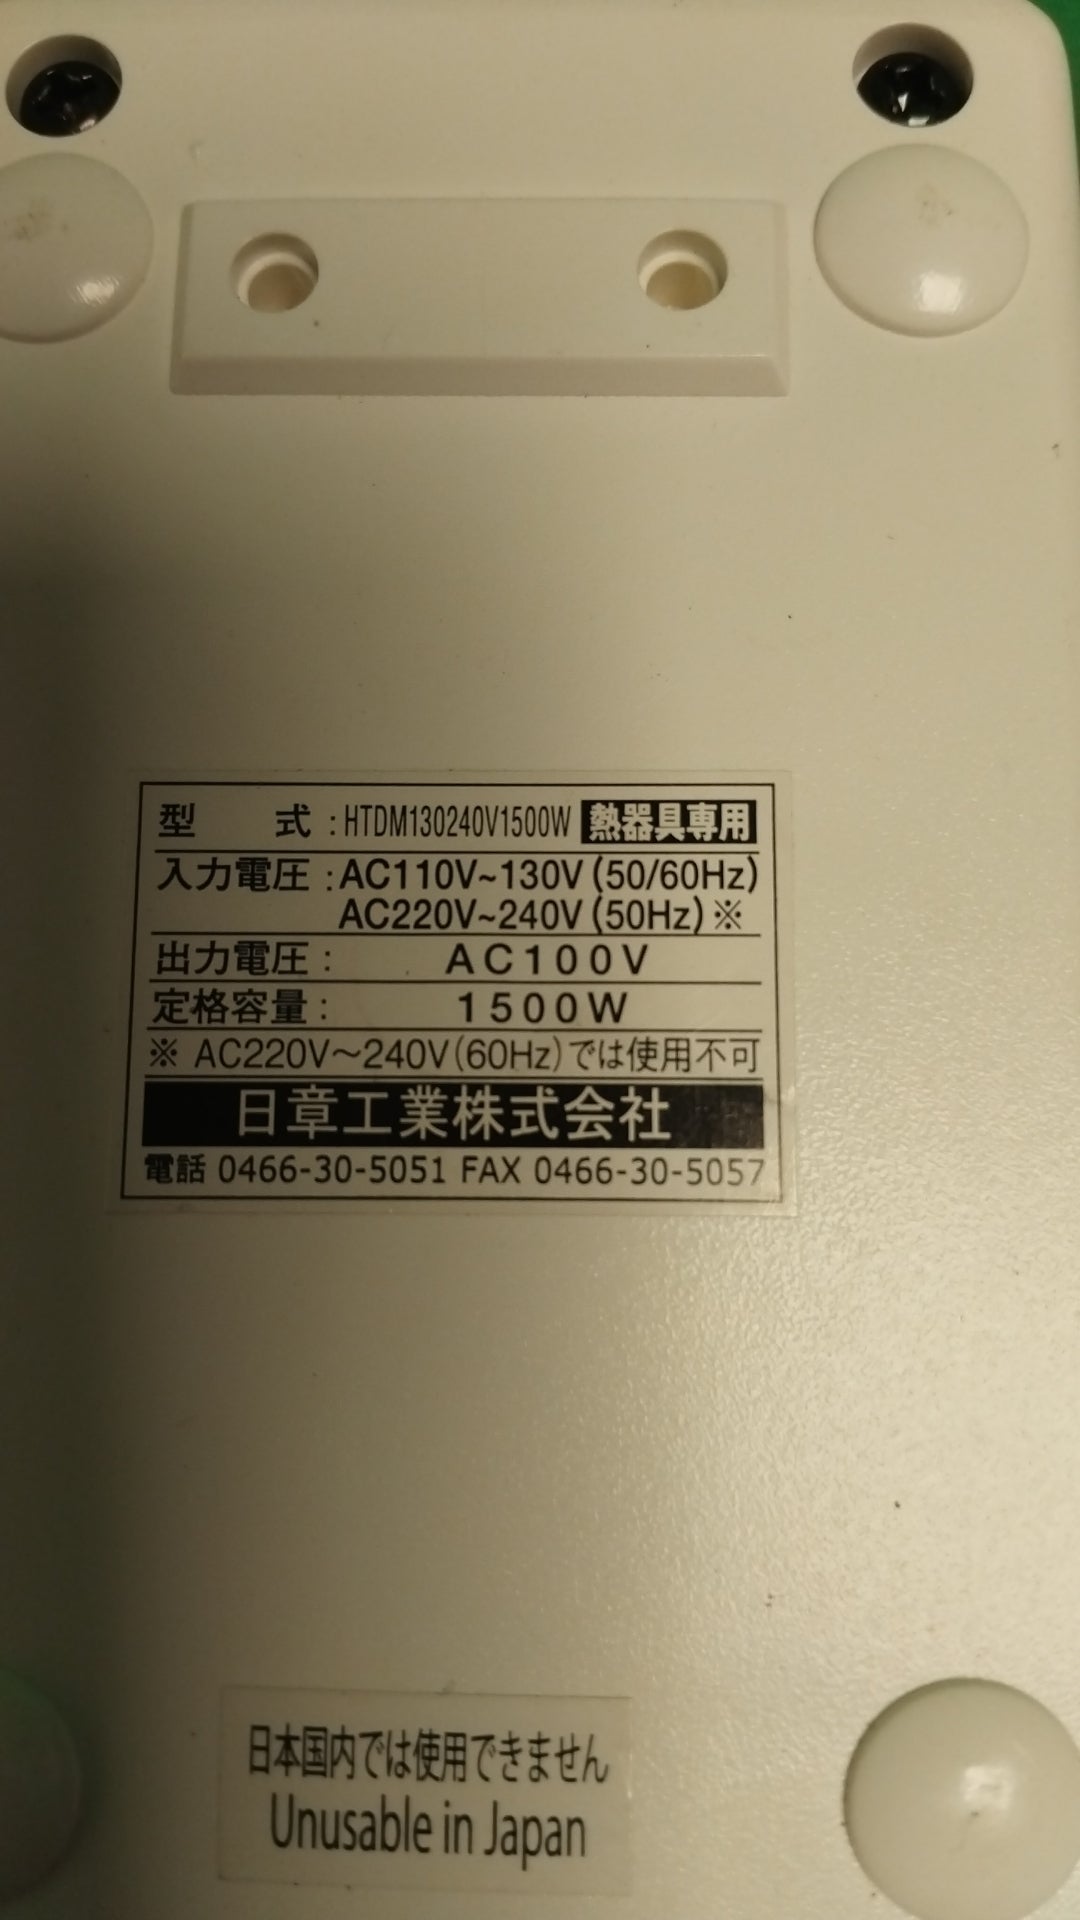 型 式 : HTDM130240V1500W 熱器具専用
入力電圧 : AC110V~130V (50/60Hz)
AC220V~240V (50Hz) ※
出力電圧 : AC100V
定格容量 : 1500W
※ AC220V～240V(60Hz)では使用不可
日章工業株式会社
電話 0466-30-5051 FAX 0466-30-5057
日本国内では使用できません
Unusable in Japan